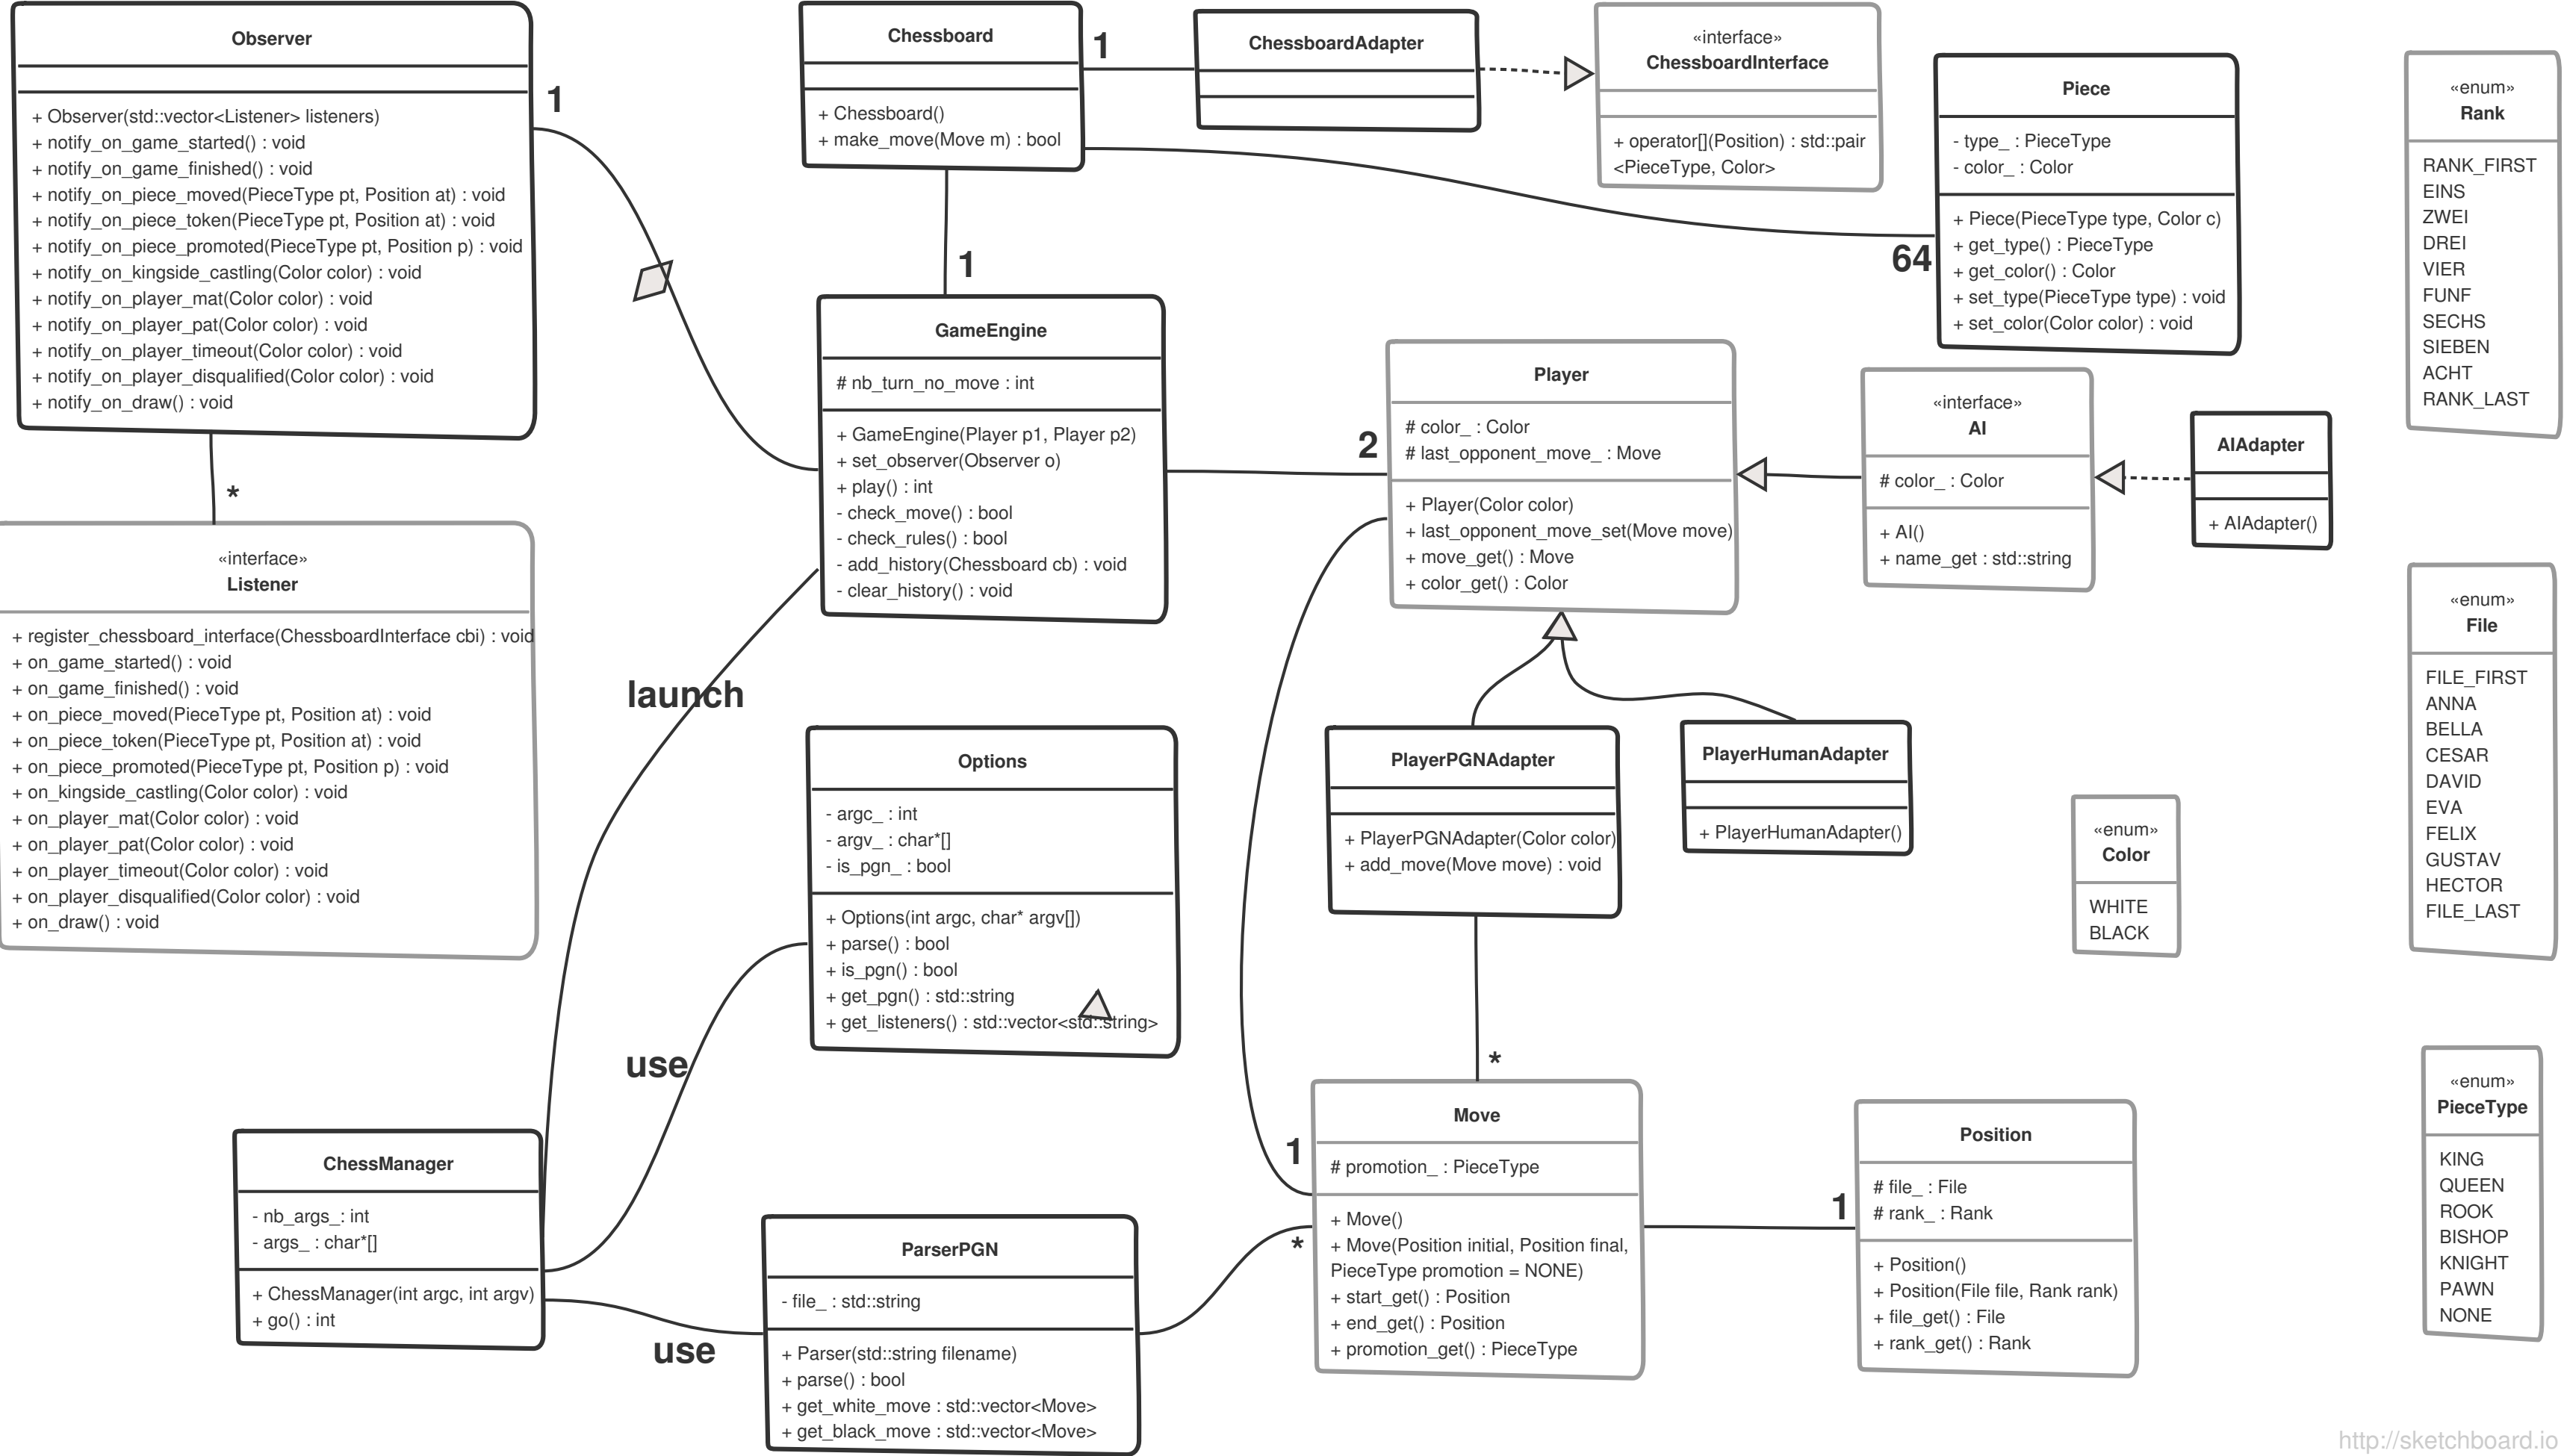 Observer
+ Observer(std::vector<Listener> listeners)
+ notify_on_game_started() : void
+ notify_on_game_finished() : void
+ notify_on_piece_moved(PieceType pt, Position at) : void
+ notify_on_piece_token(PieceType pt, Position at) : void
+ notify_on_piece_promoted(PieceType pt, Position p) : void
+ notify_on_kingside_castling(Color color) : void
+ notify_on_player_mat(Color color) : void
+ notify_on_player_pat(Color color) : void
+ notify_on_player_timeout(Color color) : void
+ notify_on_player_disqualified(Color color) : void
+ notify_on_draw() : void
1
*
«interface»
Listener
+ register_chessboard_interface(ChessboardInterface cbi) : void
+ on_game_started() : void
+ on_game_finished() : void
+ on_piece_moved(PieceType pt, Position at) : void
+ on_piece_token(PieceType pt, Position at) : void
+ on_piece_promoted(PieceType pt, Position p) : void
+ on_kingside_castling(Color color) : void
+ on_player_mat(Color color) : void
+ on_player_pat(Color color) : void
+ on_player_timeout(Color color) : void
+ on_player_disqualified(Color color) : void
+ on_draw() : void
Chessboard
+ Chessboard()
+ make_move(Move m) : bool
1
1
ChessboardAdapter
«interface»
ChessboardInterface
+ operator[](Position) : std::pair
<PieceType, Color>
Piece
- type_ : PieceType
- color_ : Color
+ Piece(PieceType type, Color c)
+ get_type() : PieceType
+ get_color() : Color
+ set_type(PieceType type) : void
+ set_color(Color color) : void
64
«enum»
Rank
RANK_FIRST
EINS
ZWEI
DREI
VIER
FUNF
SECHS
SIEBEN
ACHT
RANK_LAST
GameEngine
# nb_turn_no_move : int
+ GameEngine(Player p1, Player p2)
+ set_observer(Observer o)
+ play() : int
- check_move() : bool
- check_rules() : bool
- add_history(Chessboard cb) : void
- clear_history() : void
2
Player
# color_ : Color
# last_opponent_move_ : Move
+ Player(Color color)
+ last_opponent_move_set(Move move)
+ move_get() : Move
+ color_get() : Color
«interface»
AI
# color_ : Color
+ AI()
+ name_get : std::string
AIAdapter
+ AIAdapter()
«enum»
File
FILE_FIRST
ANNA
BELLA
CESAR
DAVID
EVA
FELIX
GUSTAV
HECTOR
FILE_LAST
launch
Options
- argc_ : int
- argv_ : char*[]
- is_pgn_ : bool
+ Options(int argc, char* argv[])
+ parse() : bool
+ is_pgn() : bool
+ get_pgn() : std::string
+ get_listeners() : std::vector<std::string>
PlayerPGNAdapter
+ PlayerPGNAdapter(Color color)
+ add_move(Move move) : void
PlayerHumanAdapter
+ PlayerHumanAdapter()
«enum»
Color
WHITE
BLACK
use
*
ChessManager
- nb_args_: int
- args_ : char*[]
+ ChessManager(int argc, int argv)
+ go() : int
use
ParserPGN
- file_ : std::string
+ Parser(std::string filename)
+ parse() : bool
+ get_white_move : std::vector<Move>
+ get_black_move : std::vector<Move>
1
*
Move
# promotion_ : PieceType
+ Move()
+ Move(Position initial, Position final,
PieceType promotion = NONE)
+ start_get() : Position
+ end_get() : Position
+ promotion_get() : PieceType
1
Position
# file_ : File
# rank_ : Rank
+ Position()
+ Position(File file, Rank rank)
+ file_get() : File
+ rank_get() : Rank
«enum»
PieceType
KING
QUEEN
ROOK
BISHOP
KNIGHT
PAWN
NONE
http://sketchboard.io